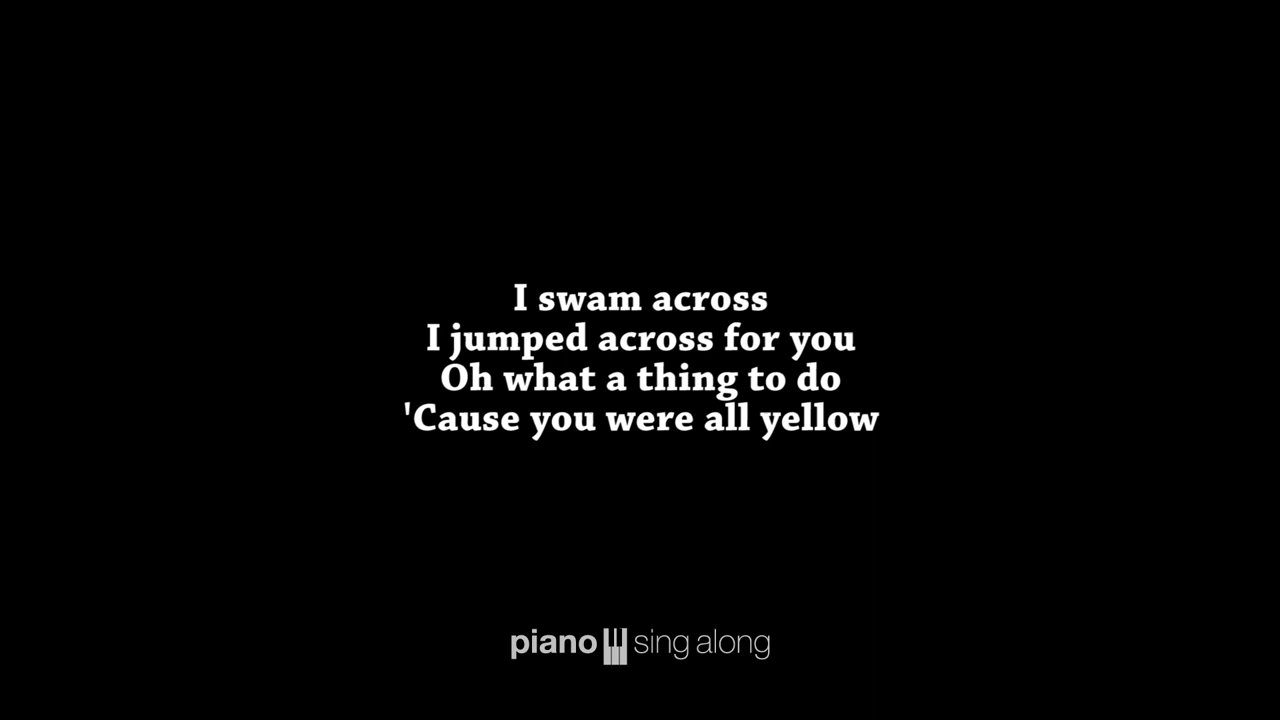 I swam across
I jumped across for you
Oh what a thing to do
'Cause you were all yellow
piano sing along